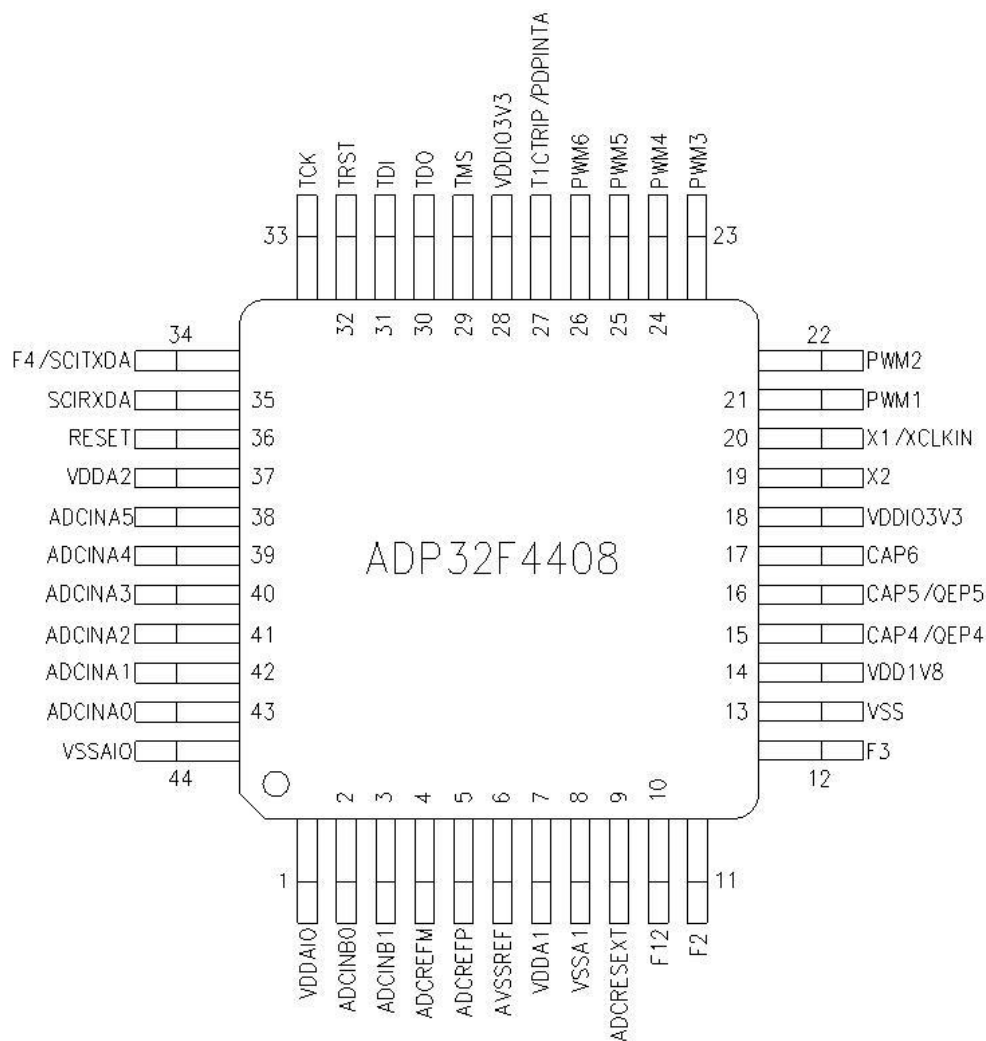 TCK
TRST
TDI
TDO
TMS
VDDIO3V3
T1CTRIP/PDPINTA
PWM6
PWM5
PWM4
PWM3
33
32
31
30
29
28
27
26
25
24
23
F4/SCITXDA
34
SCIRXDA
35
RESET
36
VDDA2
37
ADCINA5
38
ADCINA4
39
ADCINA3
40
ADCINA2
41
ADCINA1
42
ADCINA0
43
VSSAIO
44
ADP32F4408
22
PWM2
21
PWM1
20
X1/XCLKIN
19
X2
18
VDDIO3V3
17
CAP6
16
CAP5/QEP5
15
CAP4/QEP4
14
VDD1V8
13
VSS
F3
12
1
2
3
4
5
6
7
8
9
10
11
VDDAIO
ADCINB0
ADCINB1
ADCREFM
ADCREFP
AVSSREF
VDDA1
VSSA1
ADCRESEXT
F12
F2